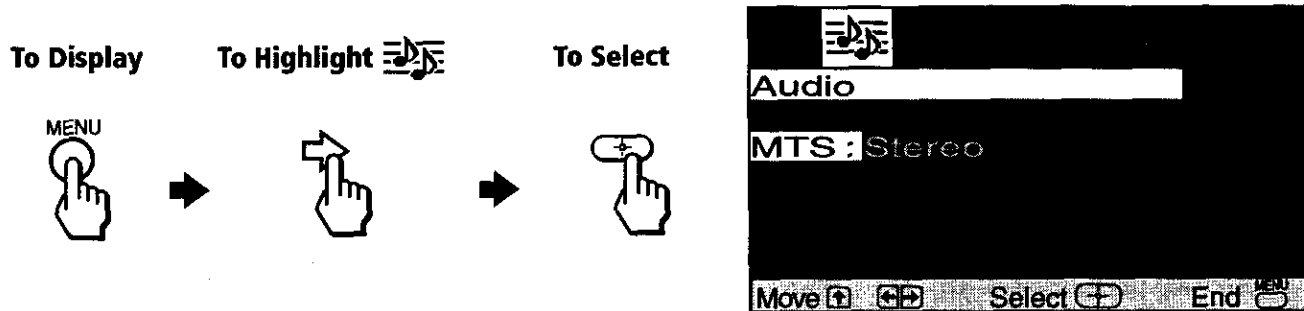 To Display
To Highlight
To Select
MENU
Audio
MTS : Stereo
Move Select End MENU